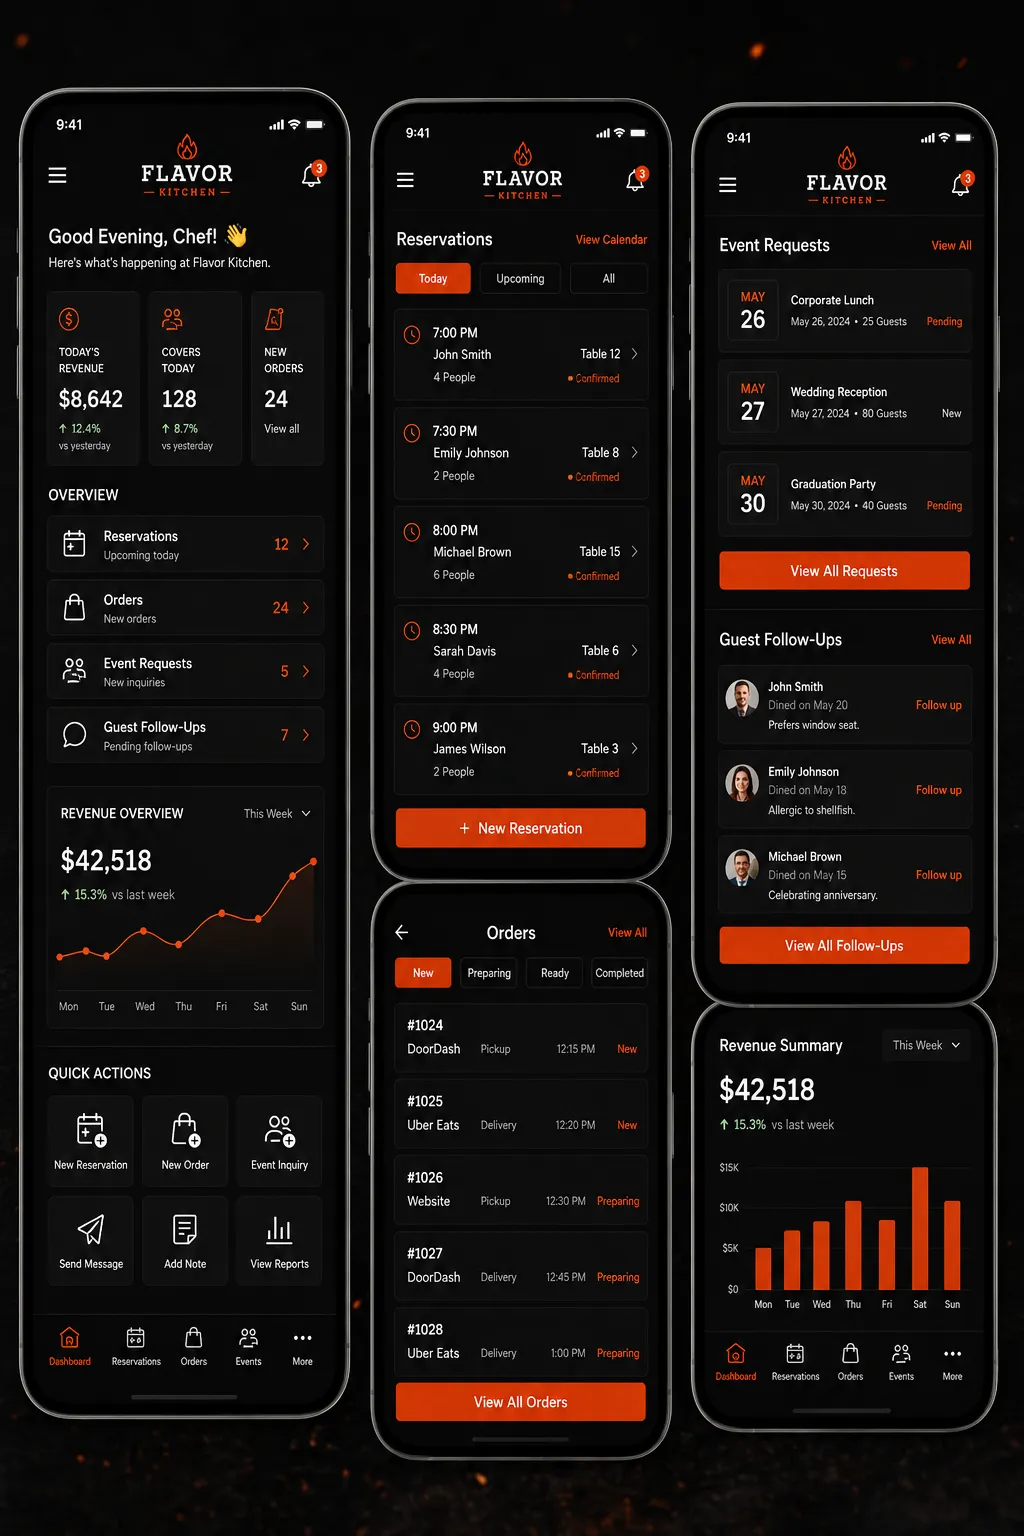 9:41
FLAVOR
KITCHEN
3
Good Evening, Chef! 👋
Here's what's happening at Flavor Kitchen.
TODAY'S
REVENUE
$8,642
↑ 12.4%
vs yesterday
COVERS
TODAY
128
↑ 8.7%
vs yesterday
NEW
ORDERS
24
View all
OVERVIEW
Reservations
Upcoming today
12
Orders
New orders
24
Event Requests
New inquiries
5
Guest Follow-Ups
Pending follow-ups
7
REVENUE OVERVIEW
This Week
$42,518
↑ 15.3% vs last week
Mon Tue Wed Thu Fri Sat Sun
QUICK ACTIONS
New Reservation
New Order
Event Inquiry
Send Message
Add Note
View Reports
Dashboard Reservations Orders Events More
9:41
FLAVOR
KITCHEN
3
Reservations View Calendar
Today Upcoming All
7:00 PM
John Smith Table 12
4 People • Confirmed
7:30 PM
Emily Johnson Table 8
2 People • Confirmed
8:00 PM
Michael Brown Table 15
6 People • Confirmed
8:30 PM
Sarah Davis Table 6
4 People • Confirmed
9:00 PM
James Wilson Table 3
2 People • Confirmed
+ New Reservation
Orders View All
New Preparing Ready Completed
#1024
DoorDash Pickup 12:15 PM New
#1025
Uber Eats Delivery 12:20 PM New
#1026
Website Pickup 12:30 PM Preparing
#1027
DoorDash Delivery 12:45 PM Preparing
#1028
Uber Eats Delivery 1:00 PM Preparing
View All Orders
9:41
FLAVOR
KITCHEN
3
Event Requests View All
MAY
26
Corporate Lunch
May 26, 2024 • 25 Guests Pending
MAY
27
Wedding Reception
May 27, 2024 • 80 Guests New
MAY
30
Graduation Party
May 30, 2024 • 40 Guests Pending
View All Requests
Guest Follow-Ups View All
John Smith
Dined on May 20 Follow up
Prefers window seat.
Emily Johnson
Dined on May 18 Follow up
Allergic to shellfish.
Michael Brown
Dined on May 15 Follow up
Celebrating anniversary.
View All Follow-Ups
Revenue Summary This Week
$42,518
↑ 15.3% vs last week
$15K
$10K
$5K
$0
Mon Tue Wed Thu Fri Sat Sun
Dashboard Reservations Orders Events More